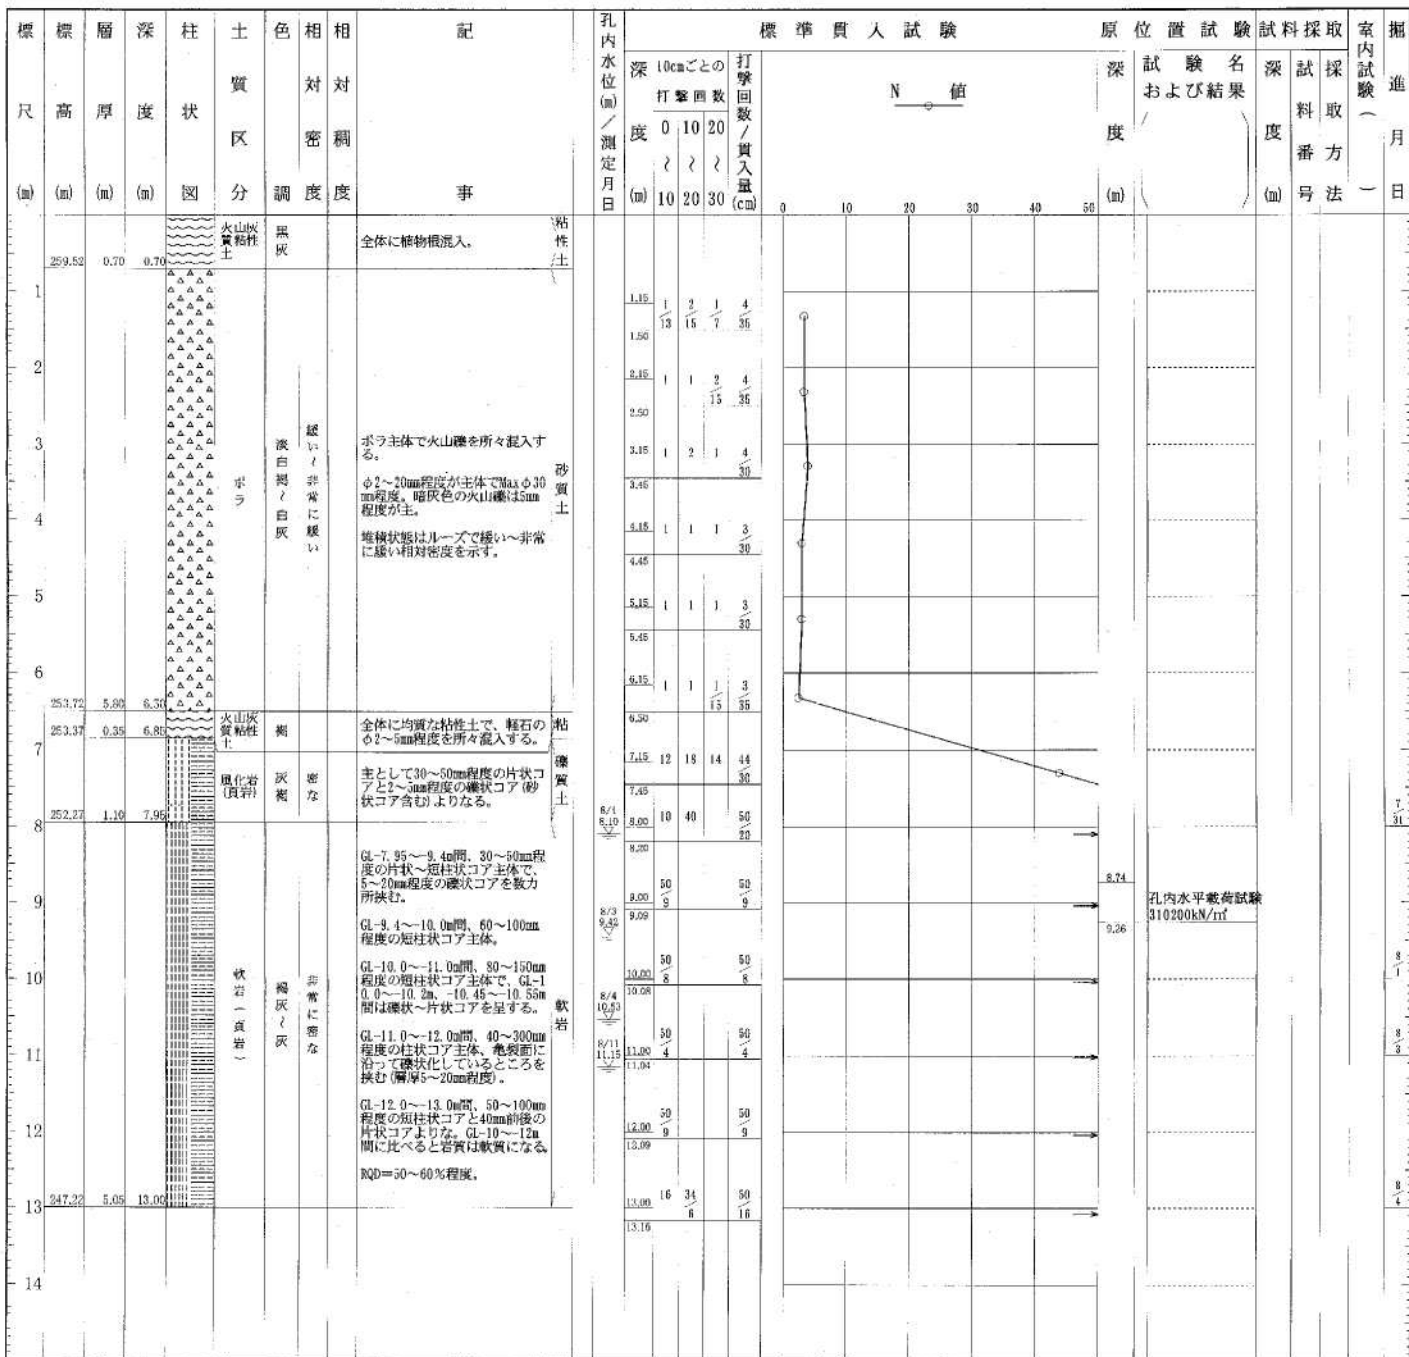 標尺(m)
標高(m)
層厚(m)
深度(m)
柱状図
土質区分
色調
相対密度
相対稠度
記事
孔内水位(m)/測定月日
標準貫入試験
深度(m)
10cmごとの
打撃回数
0 10 20
~ ~ ~
10 20 30
打撃回数/貫入量(cm)
N 値
0 10 20 30 40 50
原位置試験
深度(m)
試験名
および結果
試料採取
深度(m)
試料番号
採取方法
室内試験()
掘進月日
259.52 0.70 0.70
火山灰
質粘性
土
黒灰
全体に植物根混入。
粘性土
1
2
3
4
5
6
7
8
9
10
11
12
13
14
253.72 5.80
ボラ
淡白褐~白灰
緩い~非常に緩い
ボラ主体で火山礫を所々混入す
る。
φ2~20mm程度が主体でMaxφ30
mm程度。暗灰色の火山礫は5mm
程度が主。
堆積状態はルーズで緩い~非常
に緩い相対密度を示す。
砂質土
253.37 0.35 6.85
火山灰
質粘性
土
褐
全体に均質な粘性土で、軽石の
φ2~5mm程度を所々混入する。
粘
252.27 1.10 7.95
風化岩
(頁岩)
灰褐
密な
主として30~50mm程度の片状コ
アと2~5mm程度の礫状コア(砂
状コア含む)よりなる。
礫質土
247.22 5.05 13.00
軟岩(頁岩)
褐灰~灰
非常に密な
GL-7.95~-9.4m間、30~50mm程
度の片状~短柱状コア主体で、
5~20mm程度の礫状コアを数カ
所挟む。
GL-9.4~-10.0m間、60~100mm
程度の短柱状コア主体。
GL-10.0~-11.0m間、80~150mm
程度の短柱状コア主体で、GL-1
0.0~-10.2m、-10.45~-10.55m
間は礫状~片状コアを呈する。
GL-11.0~-12.0m間、40~300mm
程度の柱状コア主体、亀裂面に
沿って礫状化しているところを
挟む(層厚5~20mm程度)。
GL-12.0~-13.0m間、50~100mm
程度の短柱状コアと40mm前後の
片状コアよりな。GL-10~-12m
間に比べると岩質は軟質になる。
RQD=50~60%程度。
軟岩
8/1
8.10
8/3
9.42
8/4
10.53
8/11
11.15
1.15 1/13 2/15 1/7 4/35
1.50
2.15 1 1 2/15 4/35
2.50
3.15 1 2 1 4/30
3.45
4.15 1 1 1 3/30
4.45
5.15 1 1 1 3/30
5.45
6.15 1 1 1/15 3/35
6.50
7.15 12 18 14 44/30
7.45
8.00 10 40 50/20
8.20
9.00 50/9 50/9
9.09
10.00 50/8 50/8
10.08
11.00 50/4 50/4
11.04
12.00 50/9 50/9
12.09
13.00 16 34/6 50/16
13.16
8.74
9.26
孔内水平載荷試験
310200kN/㎡
7/31
8/1
8/3
8/4